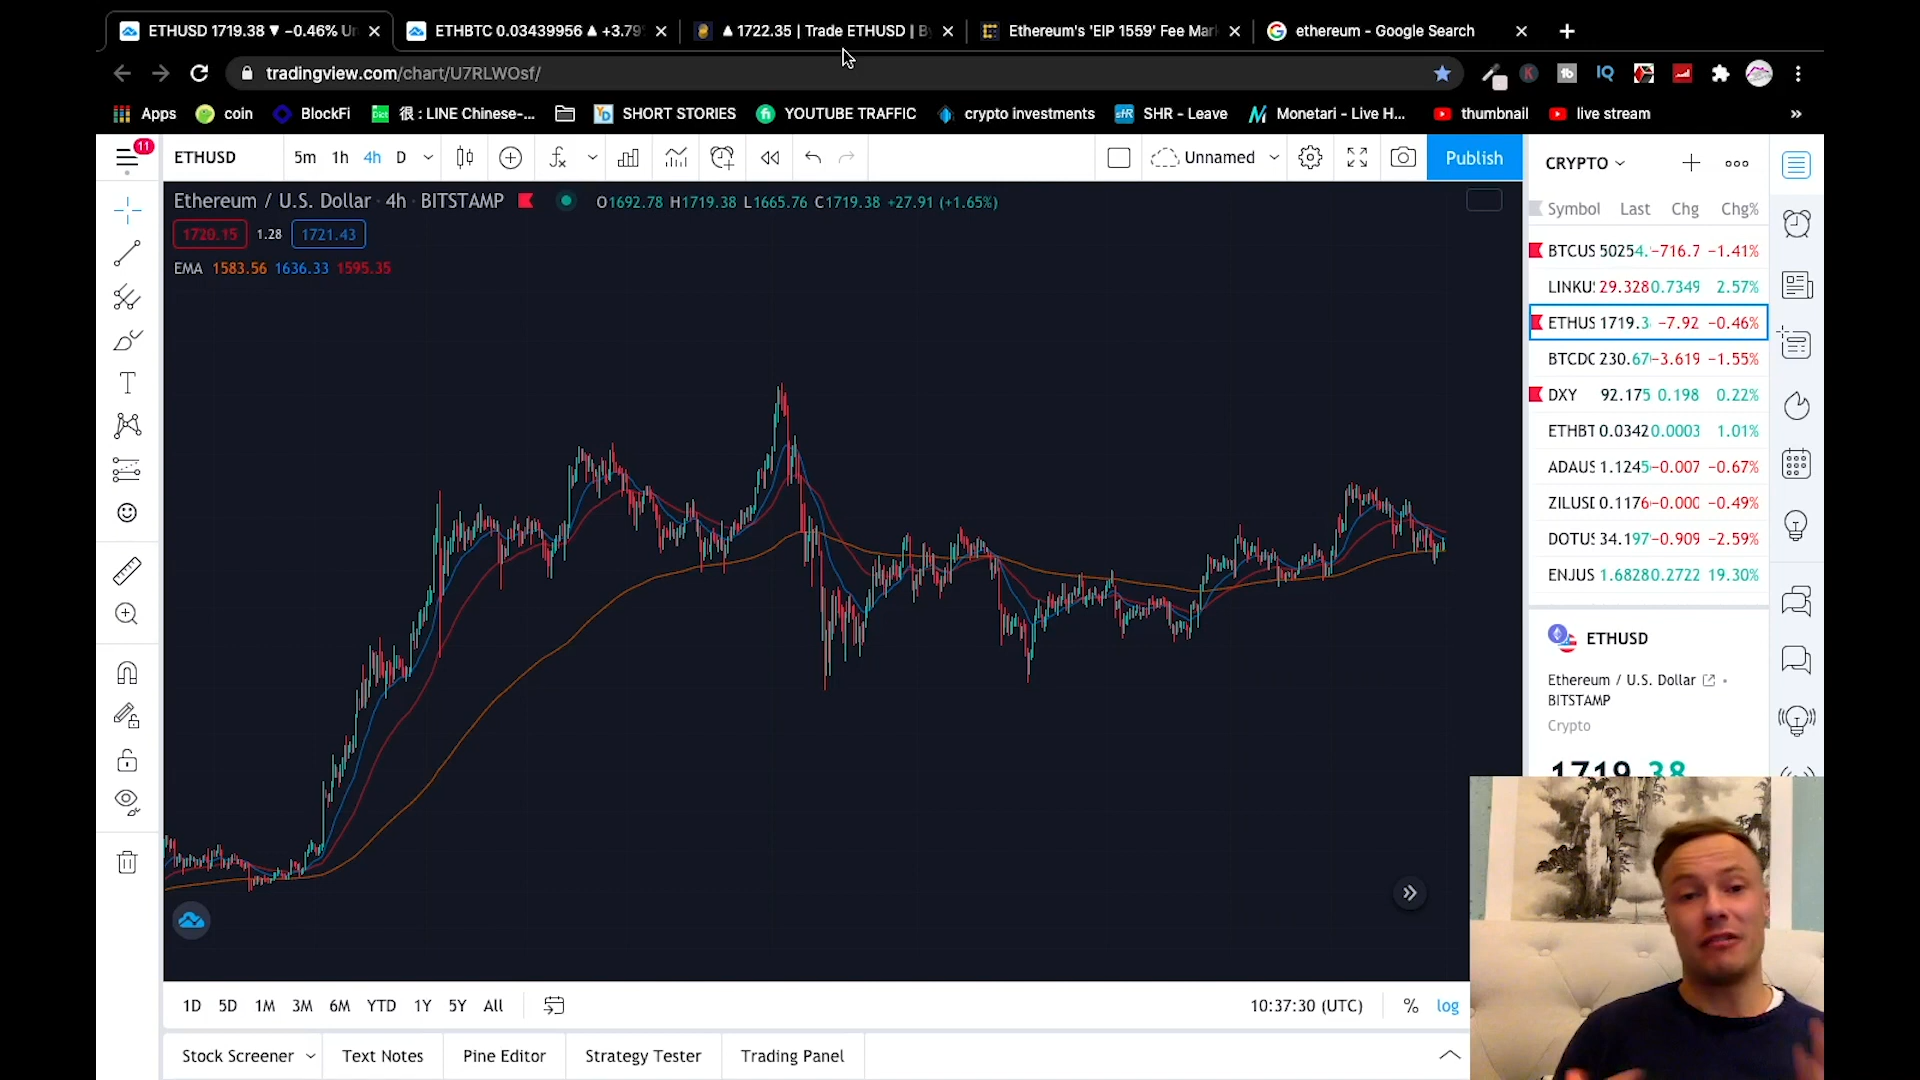 ETHUSD 1719.38 ▼ −0.46% Un
ETHBTC 0.03439956 ▲ +3.79%
▲ 1722.35 | Trade ETHUSD | By
Ethereum's 'EIP 1559' Fee Mark
ethereum - Google Search
tradingview.com/chart/U7RLWOsf/
Apps
coin
BlockFi
很 : LINE Chinese-...
SHORT STORIES
YOUTUBE TRAFFIC
crypto investments
SHR - Leave
Monetari - Live H...
thumbnail
live stream
11
ETHUSD
5m 1h 4h D
Unnamed
Publish
CRYPTO
Ethereum / U.S. Dollar · 4h · BITSTAMP
O1692.78 H1719.38 L1665.76 C1719.38 +27.91 (+1.65%)
1720.15 1.28 1721.43
EMA 1583.56 1636.33 1595.35
Symbol Last Chg Chg%
BTCUS 50254. −716.7 −1.41%
LINKU 29.328 0.7349 2.57%
ETHUS 1719.3 −7.92 −0.46%
BTCDC 230.67 −3.619 −1.55%
DXY 92.175 0.198 0.22%
ETHBT 0.0342 0.0003 1.01%
ADAUS 1.1245 −0.007 −0.67%
ZILUSD 0.1176 −0.000 −0.49%
DOTUS 34.197 −0.909 −2.59%
ENJUS 1.6828 0.2722 19.30%
ETHUSD
Ethereum / U.S. Dollar
BITSTAMP
Crypto
1719.38
1D 5D 1M 3M 6M YTD 1Y 5Y All
10:37:30 (UTC) % log
Stock Screener
Text Notes
Pine Editor
Strategy Tester
Trading Panel